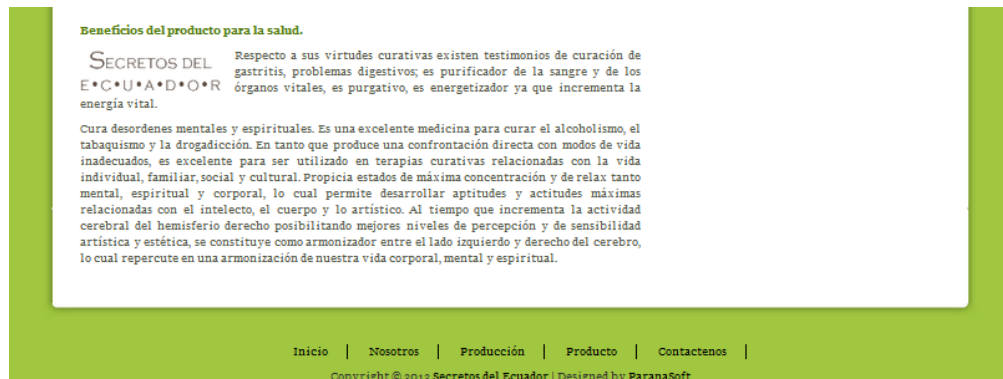 Beneficios del producto para la salud.
SECRETOS DEL
E•C•U•A•D•O•R
Respecto a sus virtudes curativas existen testimonios de curación de
gastritis, problemas digestivos; es purificador de la sangre y de los
órganos vitales, es purgativo, es energetizador ya que incrementa la
energía vital.
Cura desordenes mentales y espirituales. Es una excelente medicina para curar el alcoholismo, el
tabaquismo y la drogadicción. En tanto que produce una confrontación directa con modos de vida
inadecuados, es excelente para ser utilizado en terapias curativas relacionadas con la vida
individual, familiar, social y cultural. Propicia estados de máxima concentración y de relax tanto
mental, espiritual y corporal, lo cual permite desarrollar aptitudes y actitudes máximas
relacionadas con el intelecto, el cuerpo y lo artístico. Al tiempo que incrementa la actividad
cerebral del hemisferio derecho posibilitando mejores niveles de percepción y de sensibilidad
artística y estética, se constituye como armonizador entre el lado izquierdo y derecho del cerebro,
lo cual repercute en una armonización de nuestra vida corporal, mental y espiritual.
Inicio | Nosotros | Producción | Producto | Contactenos |
Copyright © 2012 Secretos del Ecuador | Designed by ParanaSoft